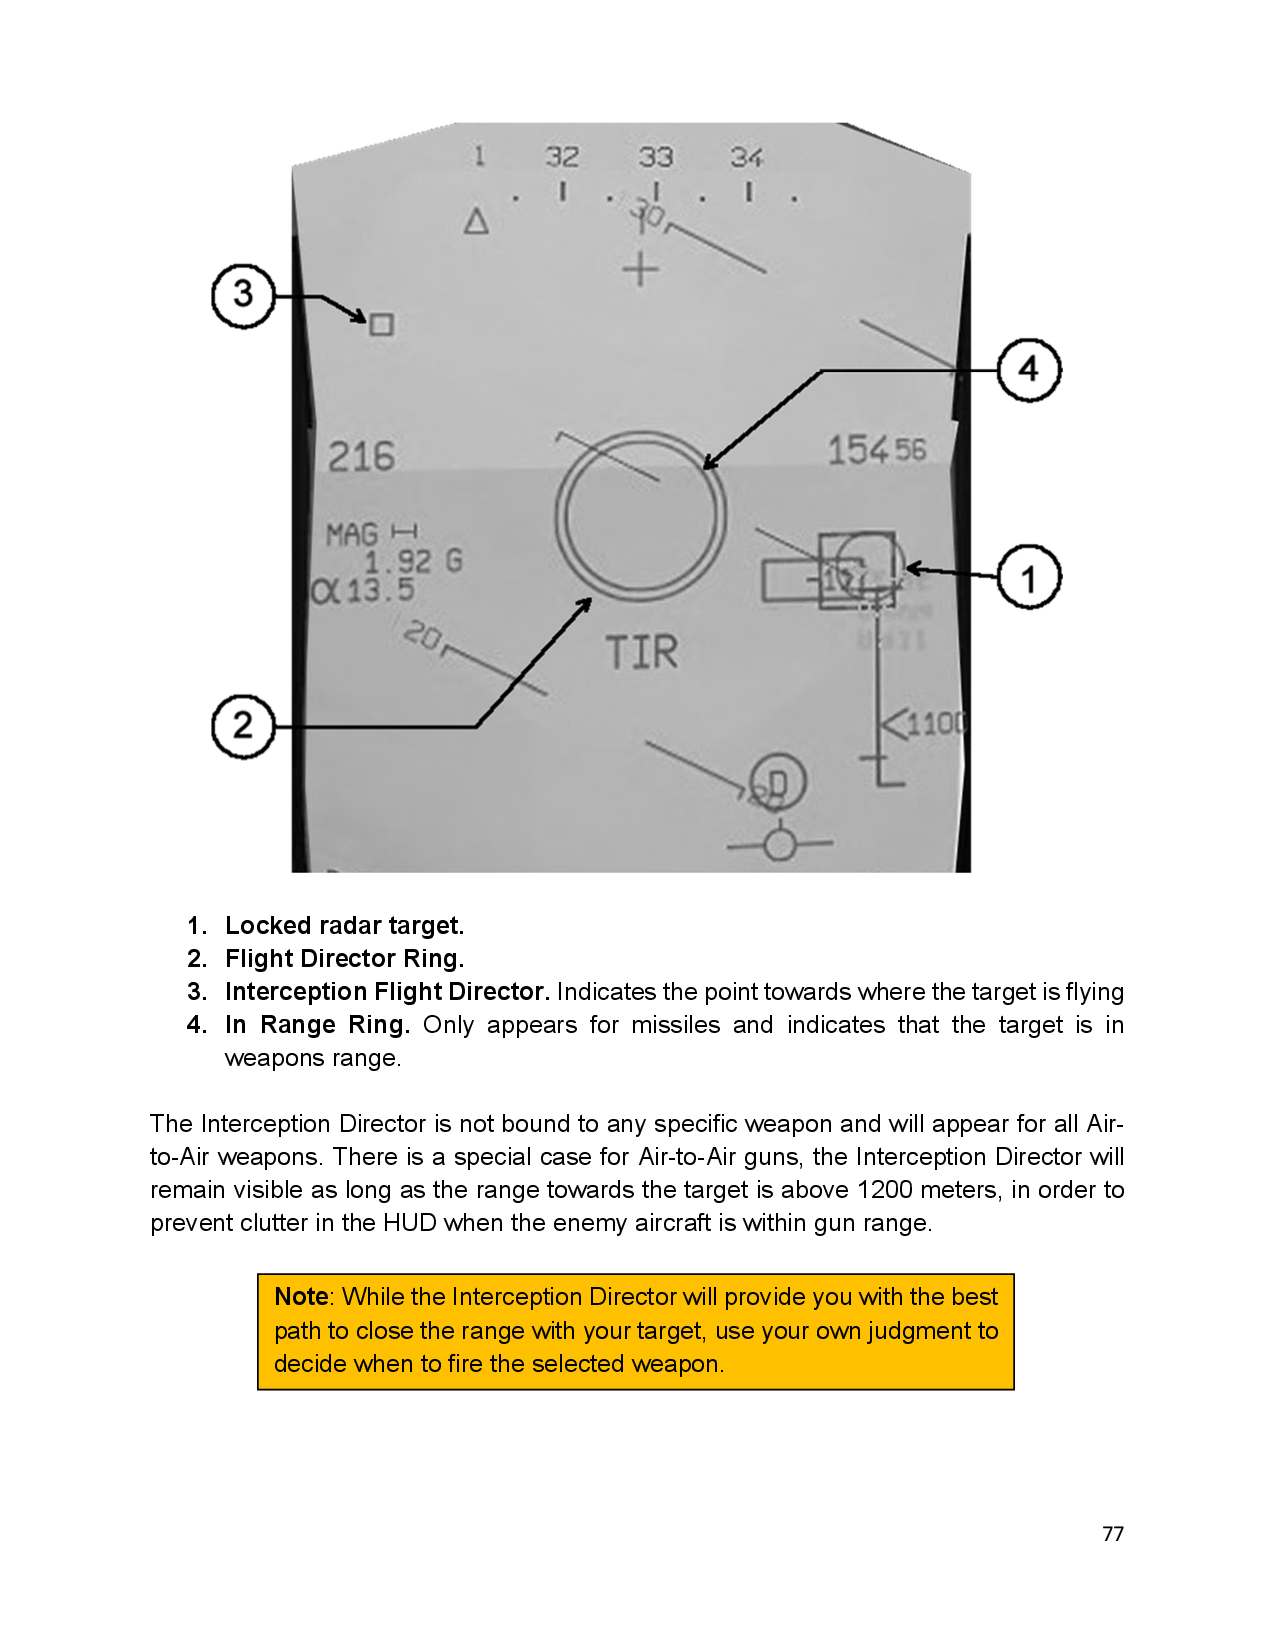 1 32 33 34
30
3
4
216 154 56
MAG
1.92 G
α 13.5
1
20
TIR
2
1100
1. Locked radar target.
2. Flight Director Ring.
3. Interception Flight Director. Indicates the point towards where the target is flying
4. In Range Ring. Only appears for missiles and indicates that the target is in
weapons range.
The Interception Director is not bound to any specific weapon and will appear for all Air-
to-Air weapons. There is a special case for Air-to-Air guns, the Interception Director will
remain visible as long as the range towards the target is above 1200 meters, in order to
prevent clutter in the HUD when the enemy aircraft is within gun range.
Note: While the Interception Director will provide you with the best
path to close the range with your target, use your own judgment to
decide when to fire the selected weapon.
77